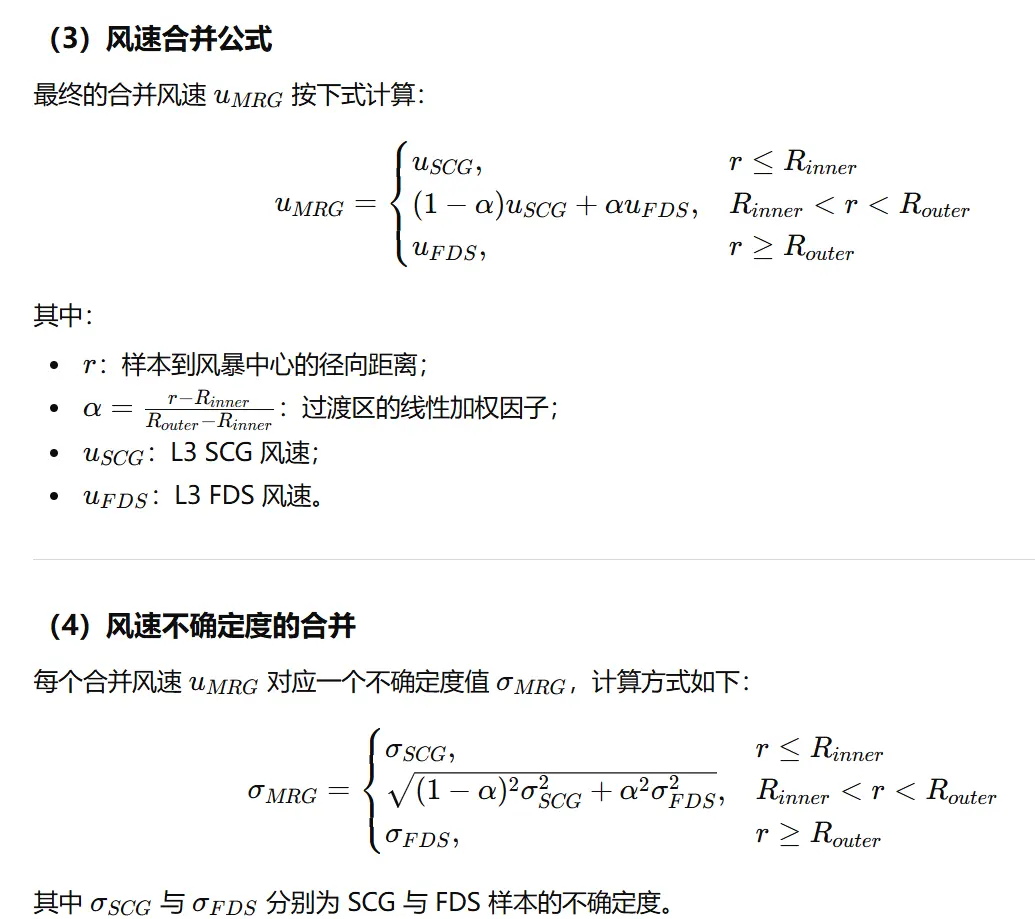 （3）风速合并公式
最终的合并风速 u_{MRG} 按下式计算：
u_{MRG} = \begin{cases} u_{SCG}, & r \leq R_{inner} \\ (1-\alpha)u_{SCG} + \alpha u_{FDS}, & R_{inner} < r < R_{outer} \\ u_{FDS}, & r \geq R_{outer} \end{cases}
其中：
• r：样本到风暴中心的径向距离；
• \alpha = \frac{r-R_{inner}}{R_{outer}-R_{inner}}：过渡区的线性加权因子；
• u_{SCG}：L3 SCG 风速；
• u_{FDS}：L3 FDS 风速。
（4）风速不确定度的合并
每个合并风速 u_{MRG} 对应一个不确定度值 \sigma_{MRG}，计算方式如下：
\sigma_{MRG} = \begin{cases} \sigma_{SCG}, & r \leq R_{inner} \\ \sqrt{(1-\alpha)^2\sigma_{SCG}^2 + \alpha^2\sigma_{FDS}^2}, & R_{inner} < r < R_{outer} \\ \sigma_{FDS}, & r \geq R_{outer} \end{cases}
其中 \sigma_{SCG} 与 \sigma_{FDS} 分别为 SCG 与 FDS 样本的不确定度。